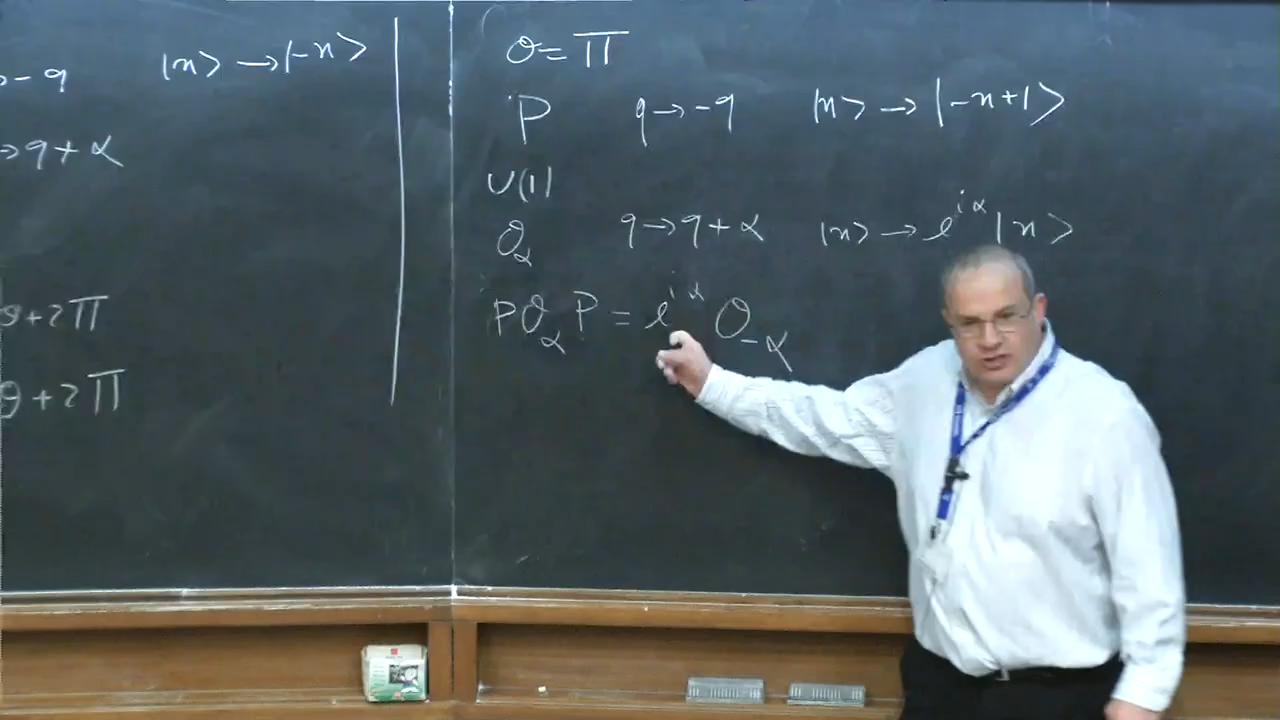 → -q |n> → |-n>
→ q + α
θ + 2π
θ + 2π
θ = π
P q → -q |n> → |-n+1>
U(1)
O_α q → q + α |n> → e^{iα} |n>
P O_α P = e^{iα} O_{-α}